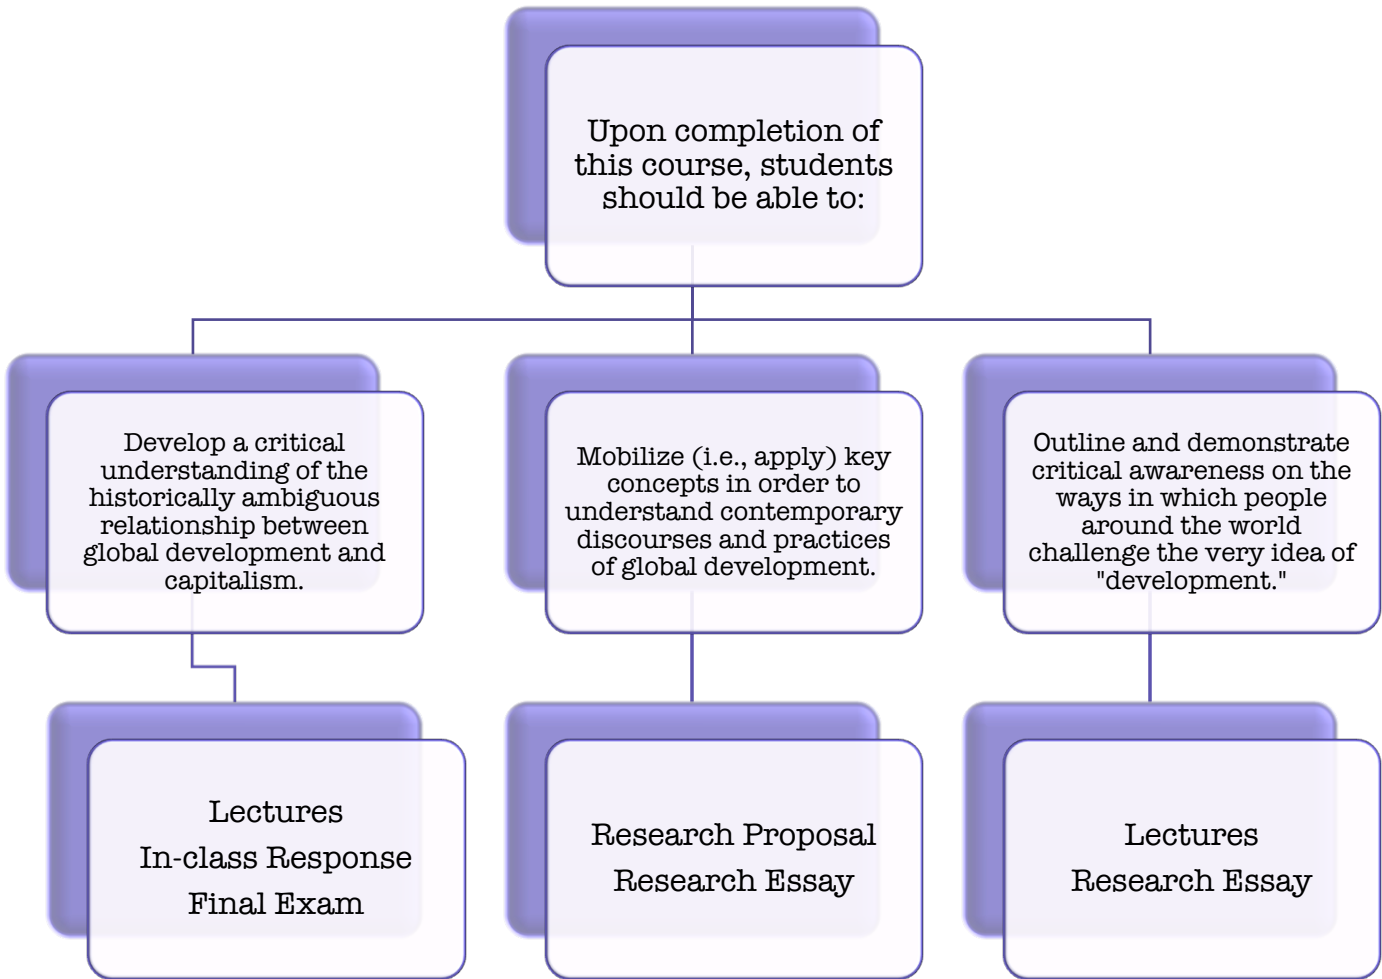 Upon completion of
this course, students
should be able to:
Develop a critical
understanding of the
historically ambiguous
relationship between
global development and
capitalism.
Mobilize (i.e., apply) key
concepts in order to
understand contemporary
discourses and practices
of global development.
Outline and demonstrate
critical awareness on the
ways in which people
around the world
challenge the very idea of
"development."
Lectures
In-class Response
Final Exam
Research Proposal
Research Essay
Lectures
Research Essay